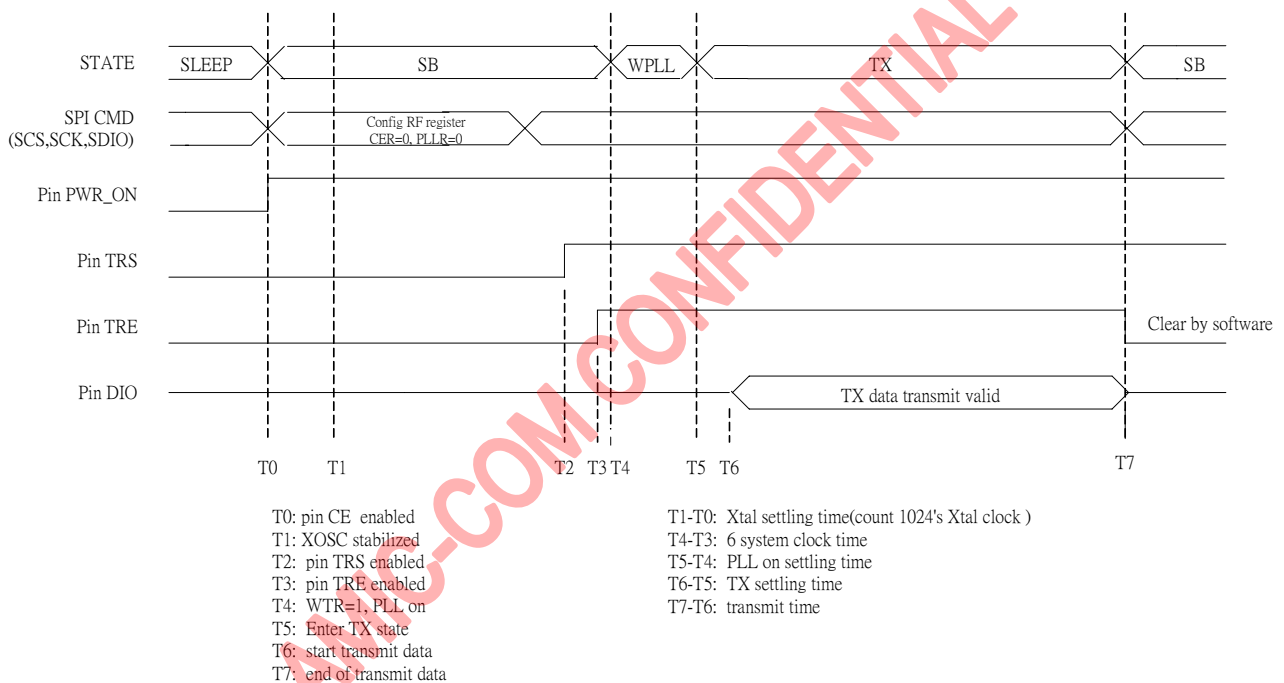 STATE
SLEEP
SB
WPLL
TX
SB
SPI CMD
(SCS,SCK,SDIO)
Config RF register
CER=0, PLLR=0
Pin PWR_ON
Pin TRS
Pin TRE
Clear by software
Pin DIO
TX data transmit valid
T0 T1 T2 T3 T4 T5 T6 T7
T0: pin CE enabled
T1: XOSC stabilized
T2: pin TRS enabled
T3: pin TRE enabled
T4: WTR=1, PLL on
T5: Enter TX state
T6: start transmit data
T7: end of transmit data
T1-T0: Xtal settling time(count 1024's Xtal clock )
T4-T3: 6 system clock time
T5-T4: PLL on settling time
T6-T5: TX settling time
T7-T6: transmit time
AMIC-COM CONFIDENTIAL